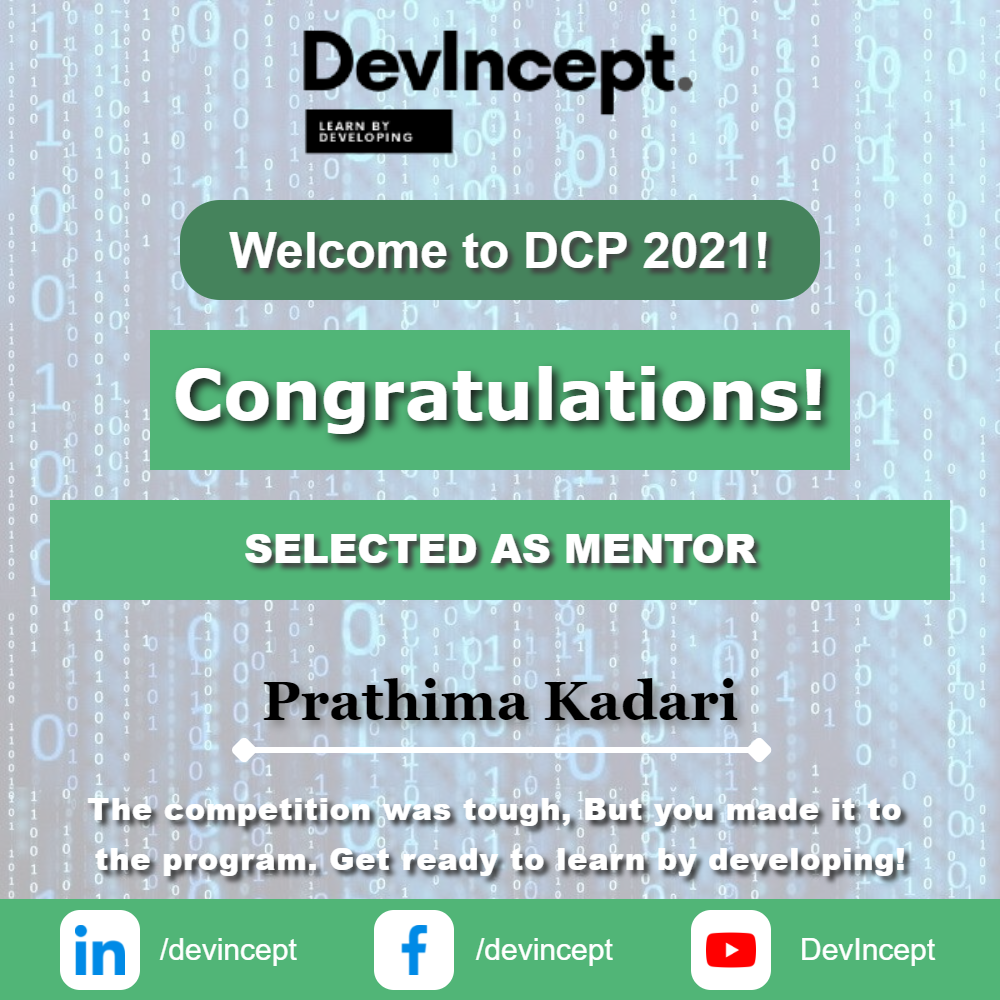 DevIncept.
LEARN BY
DEVELOPING
Welcome to DCP 2021!
Congratulations!
SELECTED AS MENTOR
Prathima Kadari
The competition was tough, But you made it to
the program. Get ready to learn by developing!
/devincept
/devincept
DevIncept